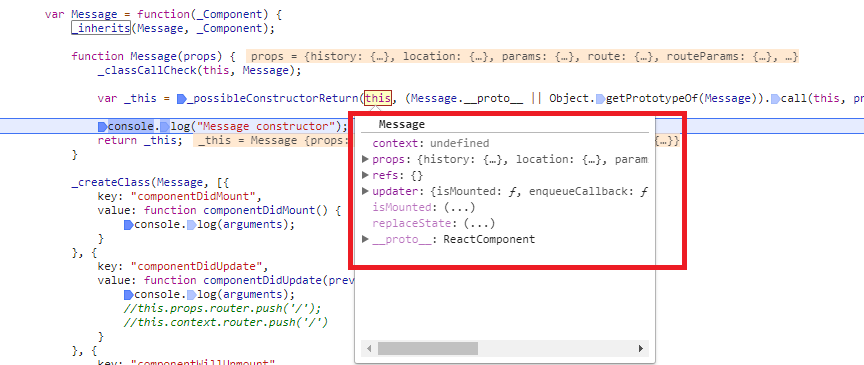 var Message = function(_Component) {
_inherits(Message, _Component);
function Message(props) { props = {history: {…}, location: {…}, params: {…}, route: {…}, routeParams: {…}, …}
_classCallCheck(this, Message);
var _this = _possibleConstructorReturn(this, (Message.__proto__ || Object.getPrototypeOf(Message)).call(this, pr
console.log("Message constructor");
return _this; _this = Message {props: {…}}
}
_createClass(Message, [{
key: "componentDidMount",
value: function componentDidMount() {
console.log(arguments);
}
}, {
key: "componentDidUpdate",
value: function componentDidUpdate(prev
console.log(arguments);
//this.props.router.push('/');
//this.context.router.push('/')
}
}, {
key: "componentWillUnmount"
Message
context: undefined
props: {history: {…}, location: {…}, param
refs: {}
updater: {isMounted: ƒ, enqueueCallback: ƒ
isMounted: (...)
replaceState: (...)
__proto__: ReactComponent